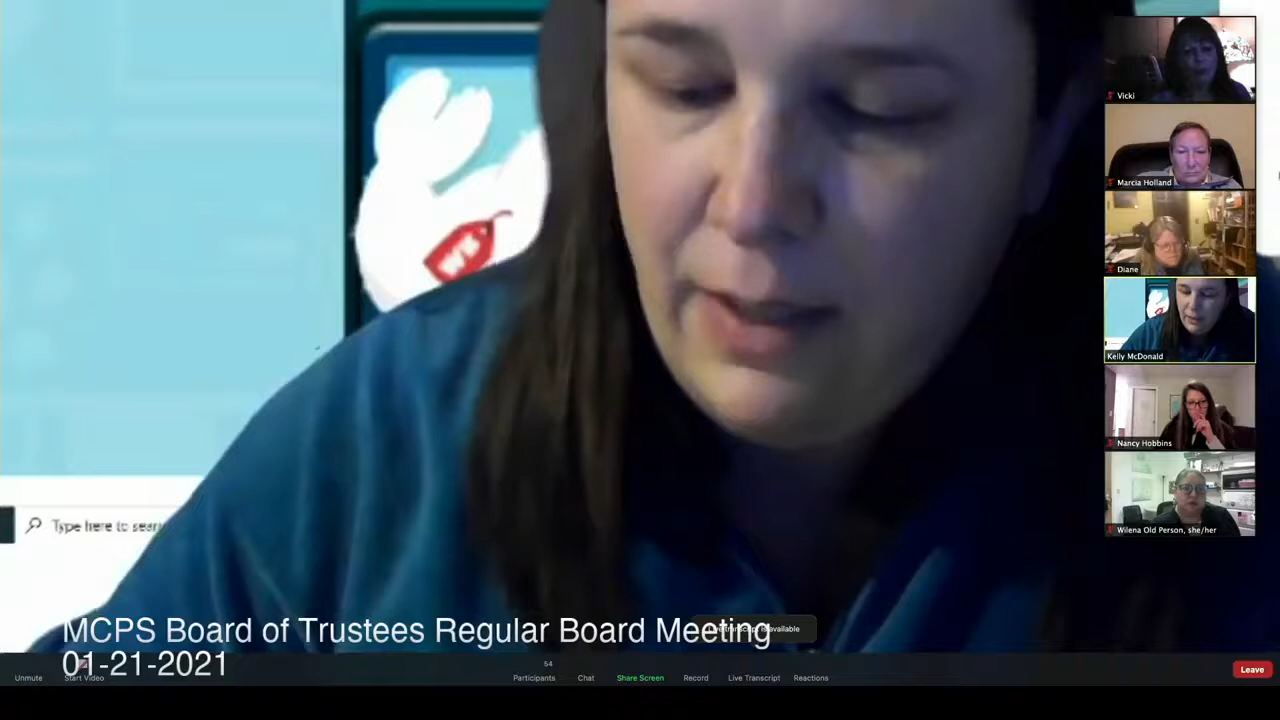 Vicki
Marcia Holland
Diane
Kelly McDonald
Nancy Hobbins
Wilena Old Person, she/her
Type here to sear
MCPS Board of Trustees Regular Board Meeting
available
01-21-2021
54
Unmute
Start Video
Participants
Chat
Share Screen
Record
Live Transcript
Reactions
Leave